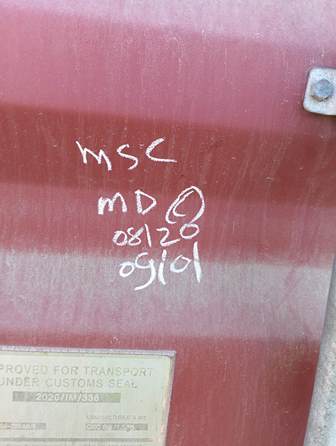 MSC
MD C
08120
09101
APPROVED FOR TRANSPORT
UNDER CUSTOMS SEAL